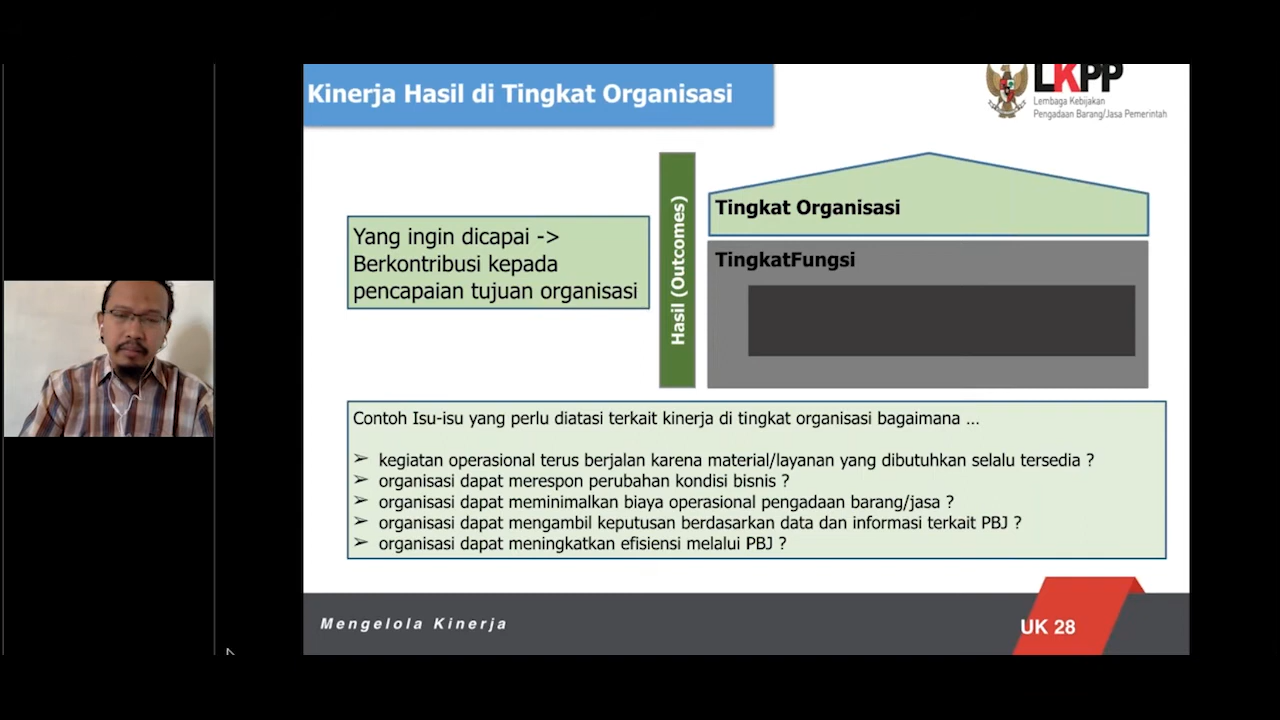 Kinerja Hasil di Tingkat Organisasi
LKPP
Lembaga Kebijakan
Pengadaan Barang/Jasa Pemerintah
Yang ingin dicapai ->
Berkontribusi kepada
pencapaian tujuan organisasi
Hasil (Outcomes)
Tingkat Organisasi
TingkatFungsi
Contoh Isu-isu yang perlu diatasi terkait kinerja di tingkat organisasi bagaimana ...
➢ kegiatan operasional terus berjalan karena material/layanan yang dibutuhkan selalu tersedia ?
➢ organisasi dapat merespon perubahan kondisi bisnis ?
➢ organisasi dapat meminimalkan biaya operasional pengadaan barang/jasa ?
➢ organisasi dapat mengambil keputusan berdasarkan data dan informasi terkait PBJ ?
➢ organisasi dapat meningkatkan efisiensi melalui PBJ ?
Mengelola Kinerja
UK 28